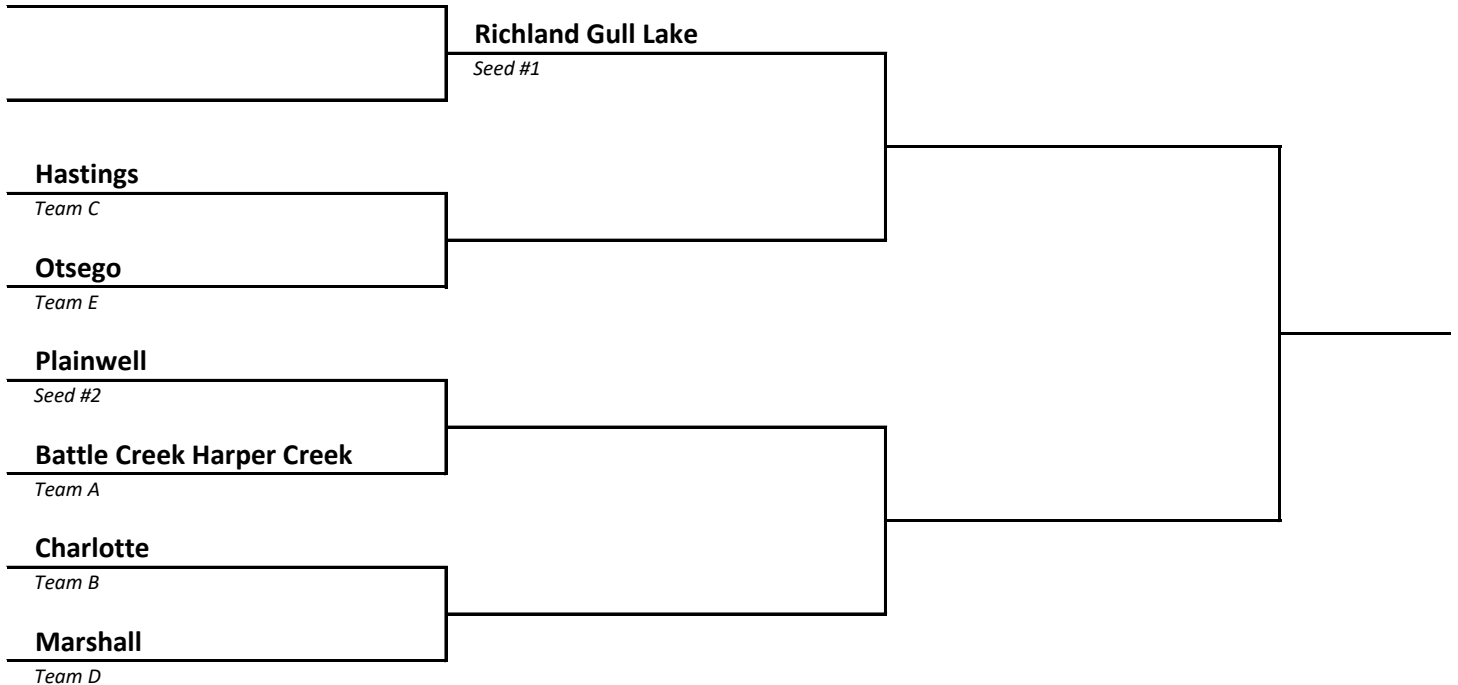 Richland Gull Lake
Seed #1
Hastings
Team C
Otsego
Team E
Plainwell
Seed #2
Battle Creek Harper Creek
Team A
Charlotte
Team B
Marshall
Team D